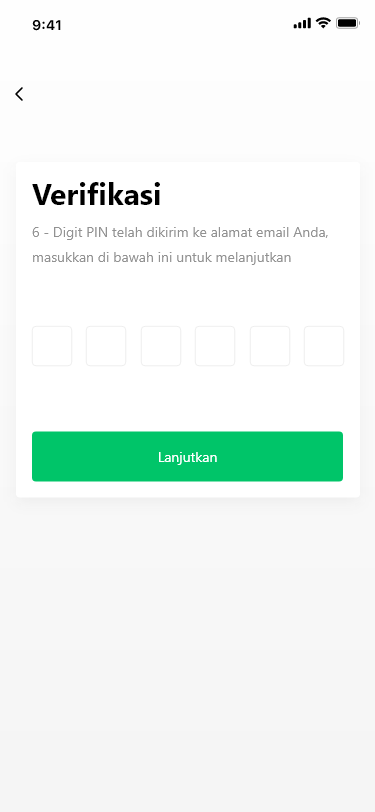 9:41
Verifikasi
6 - Digit PIN telah dikirim ke alamat email Anda,
masukkan di bawah ini untuk melanjutkan
Lanjutkan